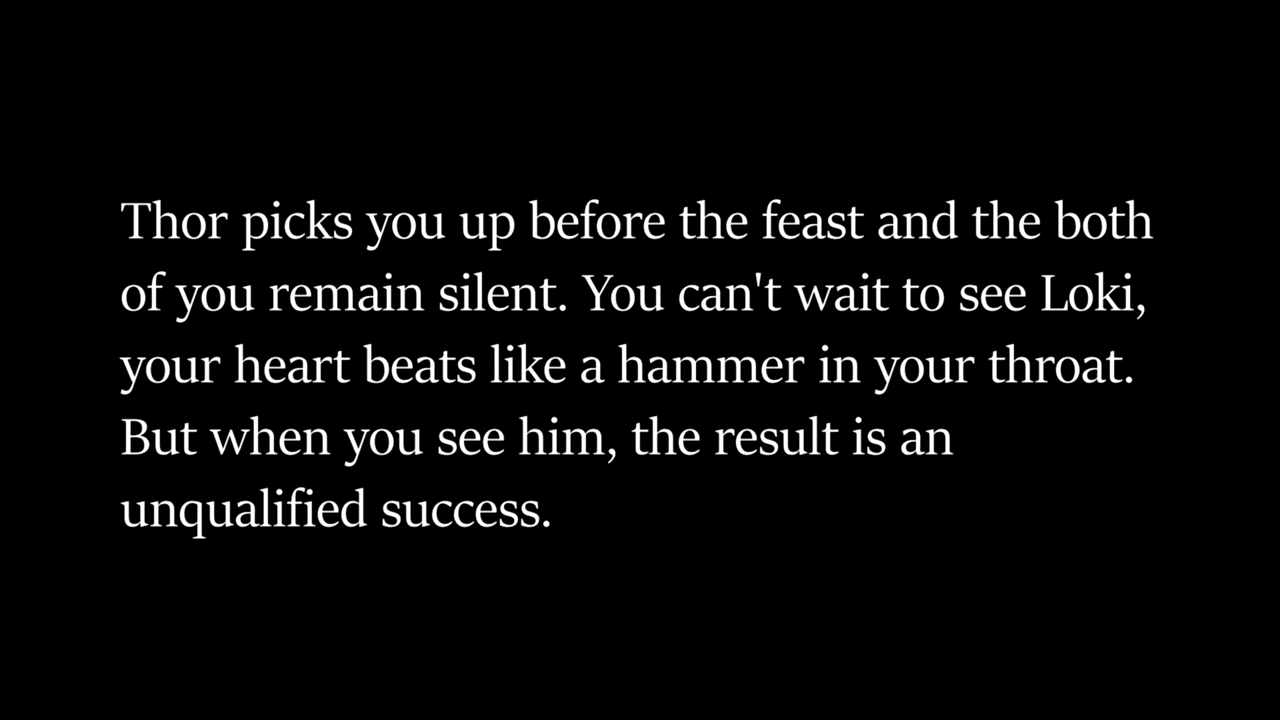 Thor picks you up before the feast and the both
of you remain silent. You can't wait to see Loki,
your heart beats like a hammer in your throat.
But when you see him, the result is an
unqualified success.